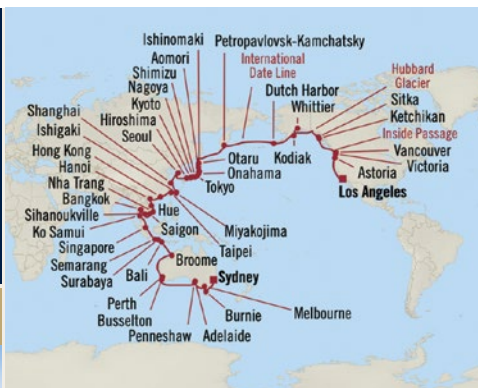 Ishinomaki
Petropavlovsk-Kamchatsky
Aomori
International
Date Line
Shimizu
Nagoya
Dutch Harbor
Hubbard
Glacier
Kyoto
Whittier
Sitka
Shanghai
Hiroshima
Ketchikan
Ishigaki
Seoul
Inside Passage
Hong Kong
Otaru
Kodiak
Vancouver
Hanoi
Onahama
Astoria
Victoria
Nha Trang
Tokyo
Los Angeles
Bangkok
Sihanoukville
Hue
Miyakojima
Ko Samui
Saigon
Singapore
Taipei
Semarang
Broome
Surabaya
Bali
Sydney
Perth
Busselton
Burnie
Melbourne
Penneshaw
Adelaide